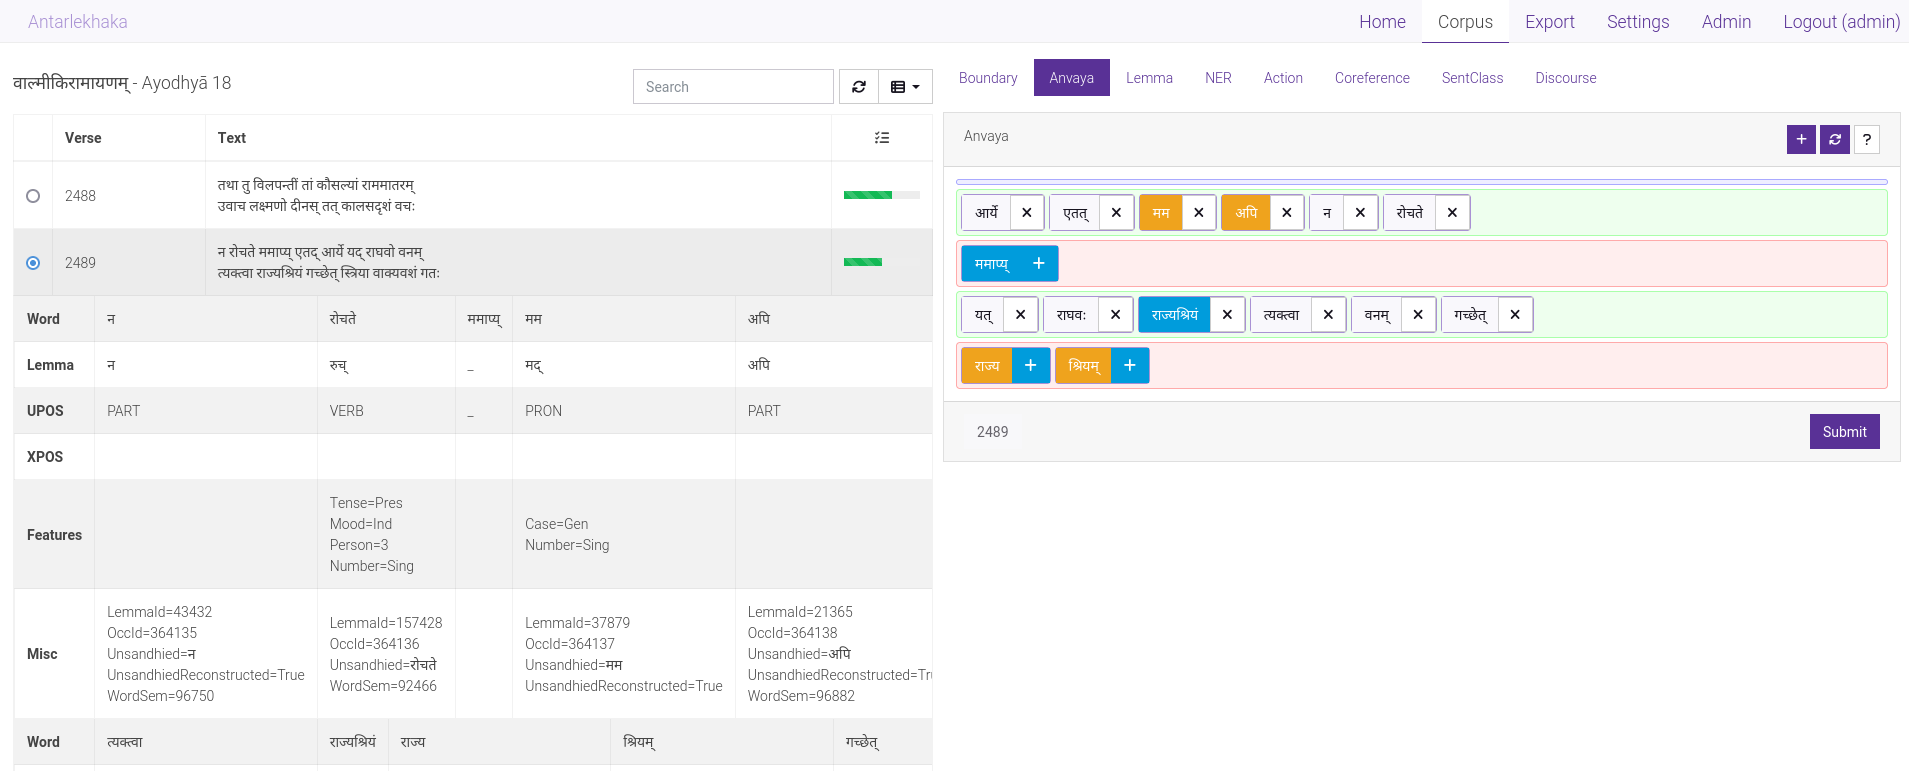 Antarlekhaka
Home Corpus Export Settings Admin Logout (admin)
वाल्मीकिरामायणम् - Ayodhyā 18
Search
Verse Text
2488
तथा तु विलपन्तीं तां कौसल्यां राममातरम्
उवाच लक्ष्मणो दीनस् तत् कालसदृशं वचः
2489
न रोचते ममाप्य् एतद् आर्ये यद् राघवो वनम्
त्यक्त्वा राज्यश्रियं गच्छेत् स्त्रिया वाक्यवशं गतः
Word न रोचते ममाप्य् मम अपि
Lemma न रुच् _ मद् अपि
UPOS PART VERB _ PRON PART
XPOS
Features
Tense=Pres
Mood=Ind
Person=3
Number=Sing
Case=Gen
Number=Sing
Misc
LemmaId=43432
OccId=364135
Unsandhied=न
UnsandhiedReconstructed=True
WordSem=96750
LemmaId=157428
OccId=364136
Unsandhied=रोचते
WordSem=92466
LemmaId=37879
OccId=364137
Unsandhied=मम
UnsandhiedReconstructed=True
LemmaId=21365
OccId=364138
Unsandhied=अपि
UnsandhiedReconstructed=Tr
WordSem=96882
Word त्यक्त्वा राज्यश्रियं राज्य श्रियम् गच्छेत्
Boundary Anvaya Lemma NER Action Coreference SentClass Discourse
Anvaya
+ ?
आर्ये × एतत् × मम × अपि × न × रोचते ×
ममाप्य् +
यत् × राघवः × राज्यश्रियं × त्यक्त्वा × वनम् × गच्छेत् ×
राज्य + श्रियम् +
2489 Submit